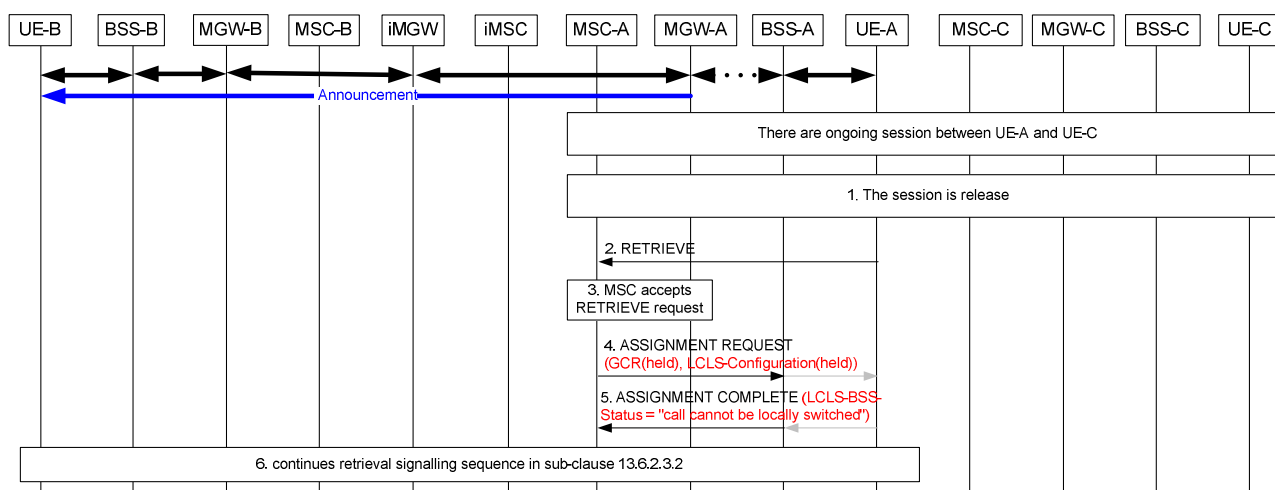 UE-B BSS-B MGW-B MSC-B iMGW iMSC MSC-A MGW-A BSS-A UE-A MSC-C MGW-C BSS-C UE-C
Announcement
There are ongoing session between UE-A and UE-C
1. The session is release
2. RETRIEVE
3. MSC accepts
RETRIEVE request
4. ASSIGNMENT REQUEST
(GCR(held), LCLS-Configuration(held))
5. ASSIGNMENT COMPLETE (LCLS-BSS-
Status = "call cannot be locally switched")
6. continues retrieval signalling sequence in sub-clause 13.6.2.3.2